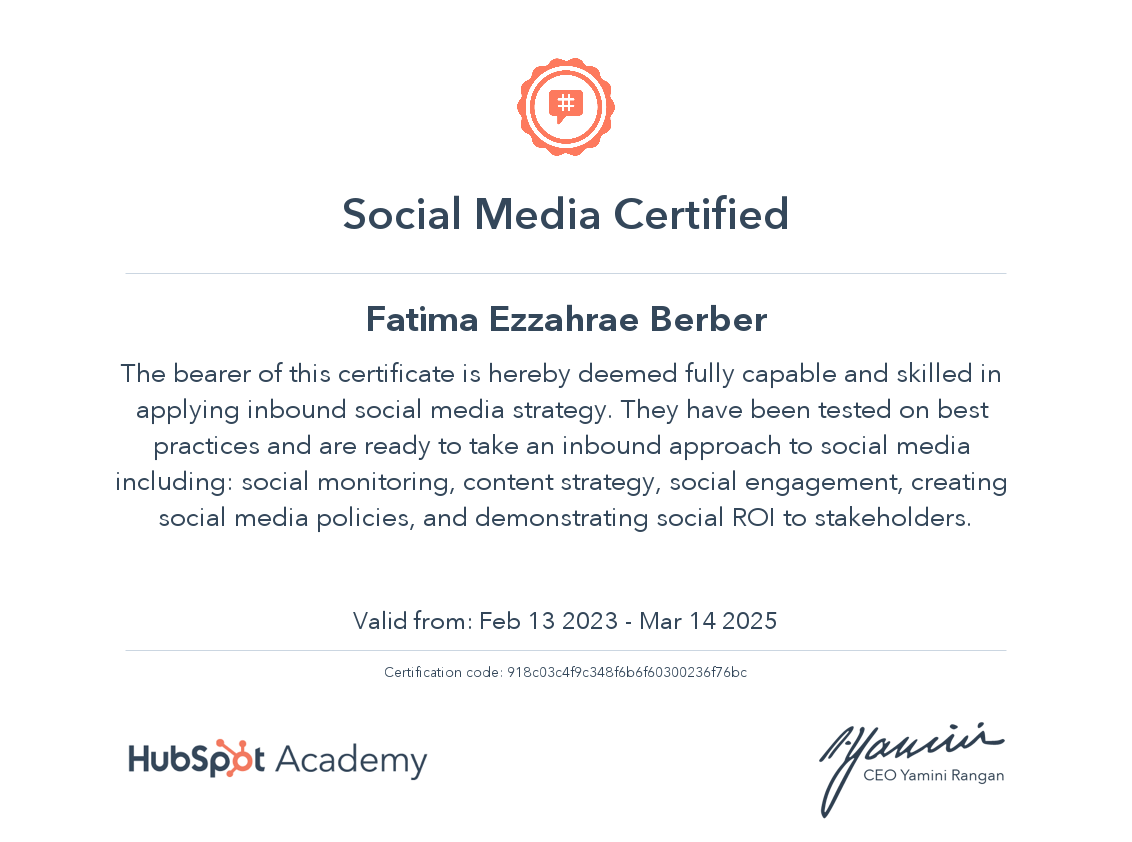 #
Social Media Certified
Fatima Ezzahrae Berber
The bearer of this certificate is hereby deemed fully capable and skilled in
applying inbound social media strategy. They have been tested on best
practices and are ready to take an inbound approach to social media
including: social monitoring, content strategy, social engagement, creating
social media policies, and demonstrating social ROI to stakeholders.
Valid from: Feb 13 2023 - Mar 14 2025
Certification code: 918c03c4f9c348f6b6f60300236f76bc
HubSpot Academy
Yamini
CEO Yamini Rangan